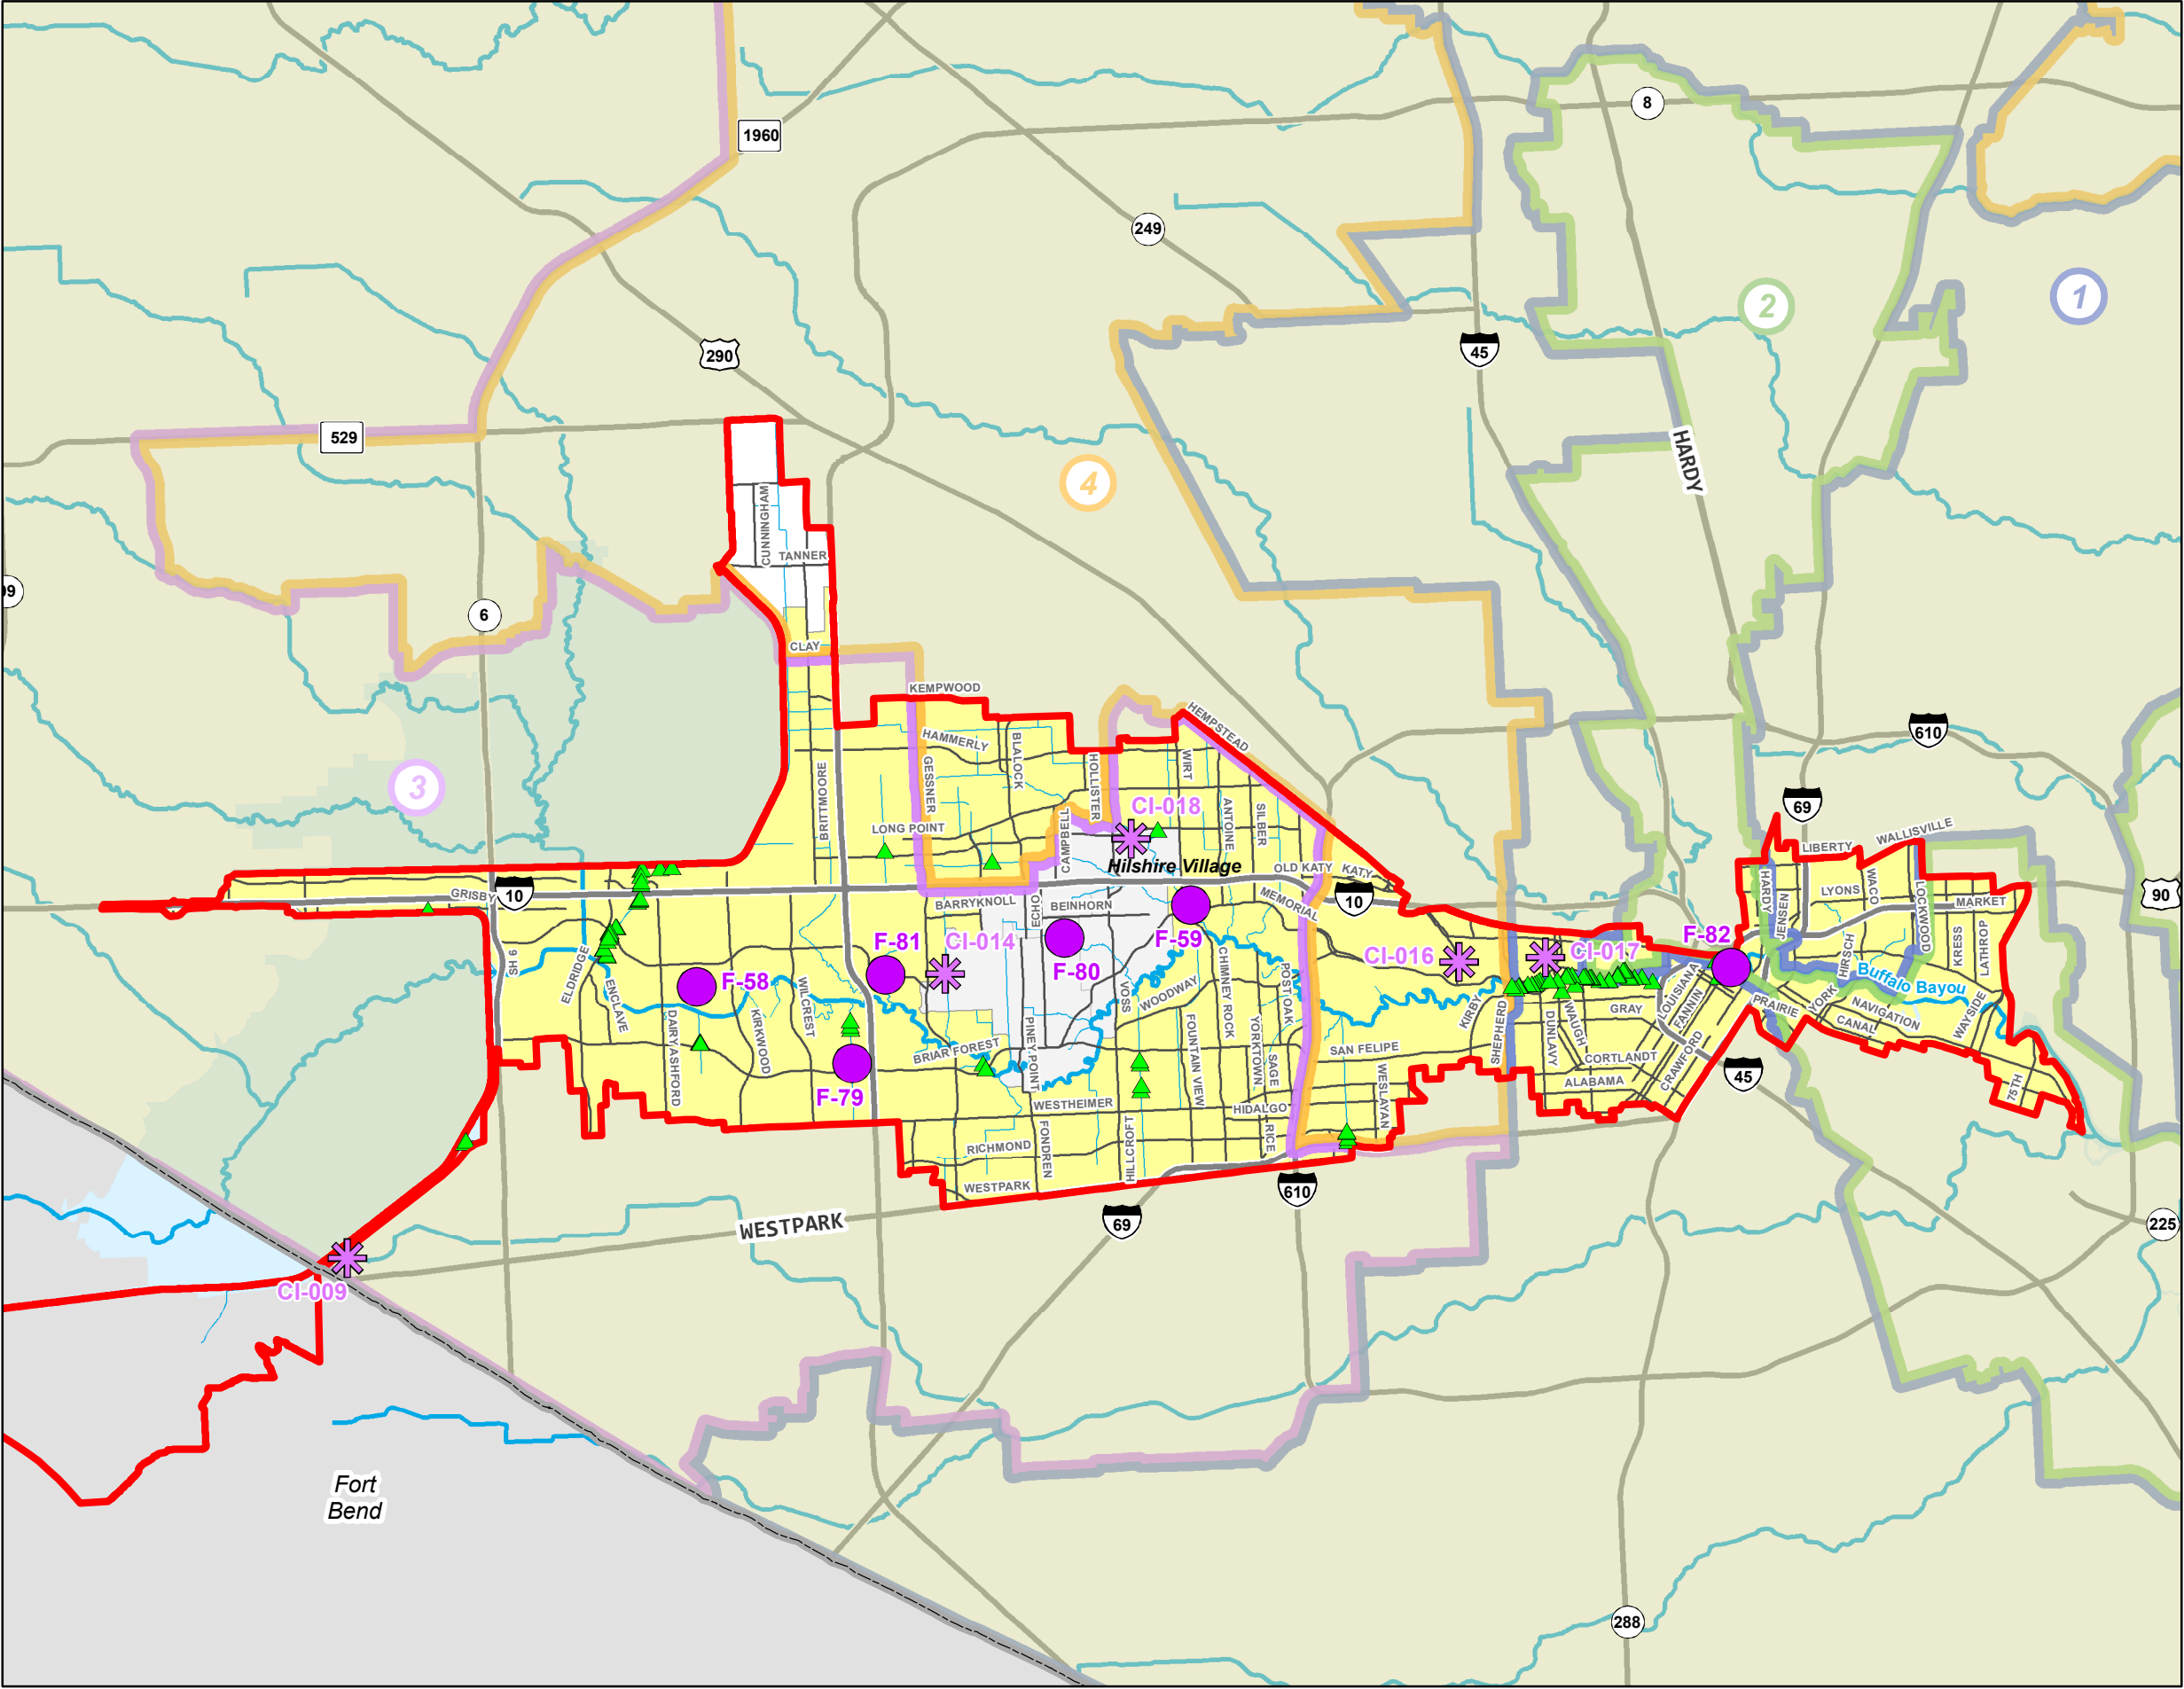 8
1960
249
1
2
290
45
529
HARDY
4
CUNNINGHAM
TANNER
99
6
CLAY
KEMPWOOD
HEMPSTEAD
HAMMERLY
BLALOCK
610
HOLLISTER
WIRT
GESSNER
3
BRITTMOORE
69
CI-018
ANTOINE
SILBER
LONG POINT
CAMPBELL
WALLISVILLE
LIBERTY
Hilshire Village
OLD KATY
KATY
GRISBY
10
10
90
LYONS
WACO
HARDY
LOCKWOOD
MARKET
BARRYKNOLL
ECHO
BEINHORN
MEMORIAL
JENSEN
F-81
CI-014
F-59
F-82
CI-016
CI-017
KRESS
LATHROP
HIRSCH
SH 6
F-80
CHIMNEY ROCK
POST OAK
ELDRIDGE
F-58
Buffalo Bayou
ENCLAVE
WILCREST
VOSS
WOODWAY
KIRBY
LOUISIANA
FANNIN
GRAY
PRAIRIE
YORK
NAVIGATION
CANAL
WAYSIDE
DAIRY ASHFORD
KIRKWOOD
BRIAR FOREST
PINEY POINT
FOUNTAIN VIEW
YORKTOWN
SAGE
SAN FELIPE
SHEPHERD
DUNLAVY
WAUGH
CORTLANDT
CRAWFORD
45
ALABAMA
75TH
F-79
WESTHEIMER
HIDALGO
WESLAYAN
RICE
RICHMOND
FONDREN
HILLCROFT
WESTPARK
610
WESTPARK
69
225
CI-009
Fort
Bend
288